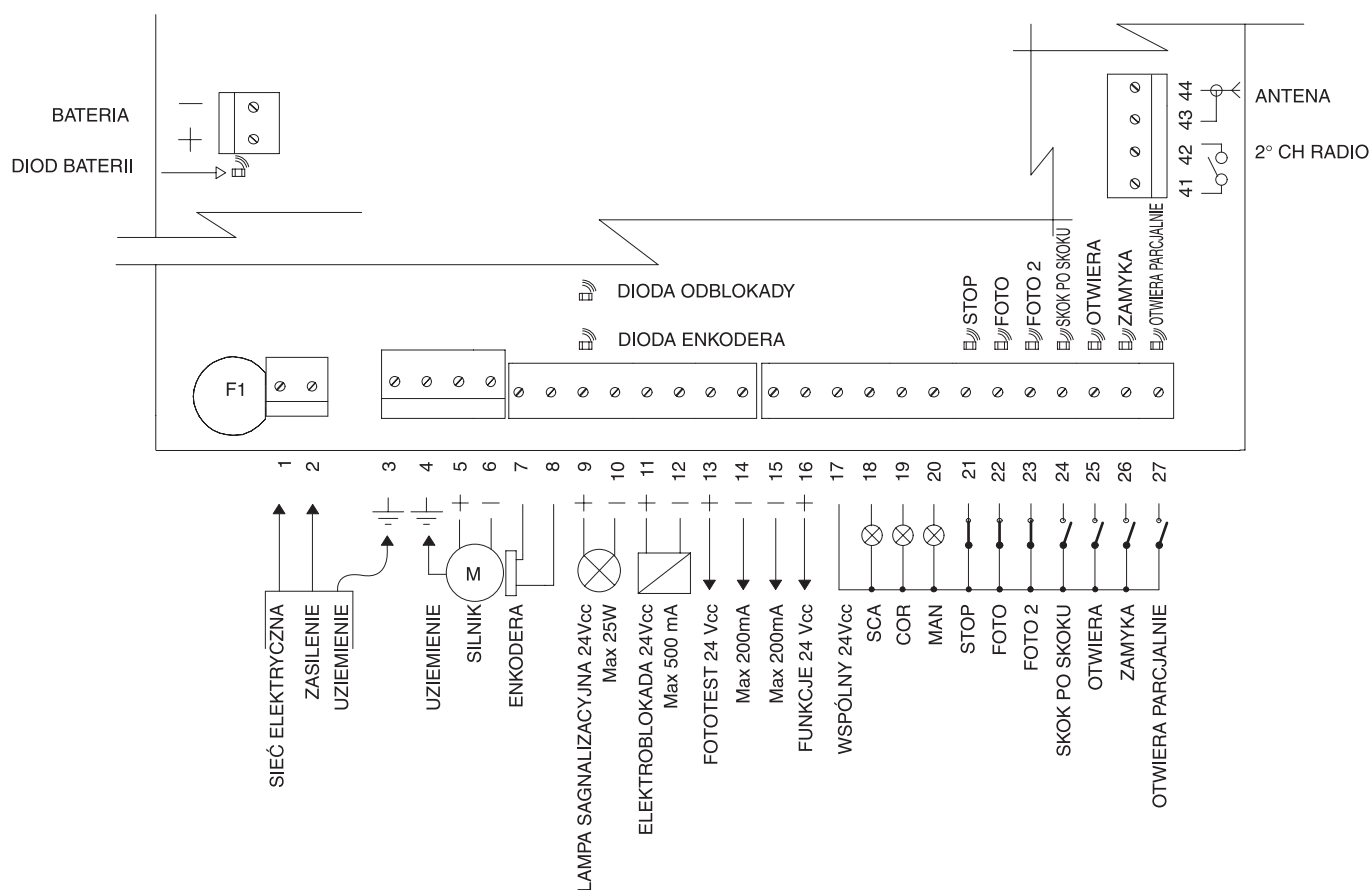 BATERIA
−
+
DIOD BATERII
44
43
42
41
ANTENA
2° CH RADIO
DIODA ODBLOKADY
DIODA ENKODERA
STOP
FOTO
FOTO 2
SKOK PO SKOKU
OTWIERA
ZAMYKA
OTWIERA PARCJALNIE
F1
1
2
3
4
5
6
7
8
9
10
11
12
13
14
15
16
17
18
19
20
21
22
23
24
25
26
27
+
−
+
−
+
−
+
−
−
+
M
SIEĆ ELEKTRYCZNA
ZASILENIE
UZIEMIENIE
UZIEMIENIE
SILNIK
ENKODERA
LAMPA SAGNALIZACYJNA 24Vcc
Max 25W
ELEKTROBLOKADA 24Vcc
Max 500 mA
FOTOTEST 24 Vcc
Max 200mA
Max 200mA
FUNKCJE 24 Vcc
WSPÓLNY 24Vcc
SCA
COR
MAN
STOP
FOTO
FOTO 2
SKOK PO SKOKU
OTWIERA
ZAMYKA
OTWIERA PARCJALNIE